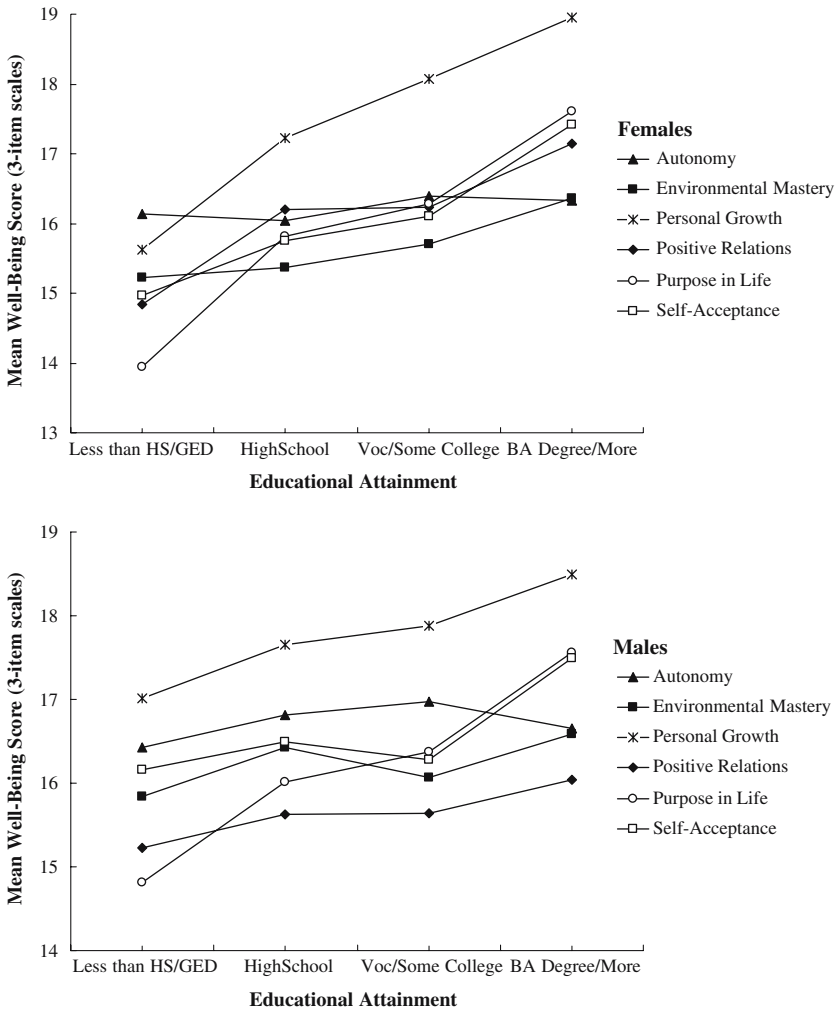 19
18
17
16
15
14
13
Mean Well-Being Score (3-item scales)
Less than HS/GED HighSchool Voc/Some College BA Degree/More
Educational Attainment
Females
Autonomy
Environmental Mastery
Personal Growth
Positive Relations
Purpose in Life
Self-Acceptance
19
18
17
16
15
14
Mean Well-Being Score (3-item scales)
Less than HS/GED HighSchool Voc/Some College BA Degree/More
Educational Attainment
Males
Autonomy
Environmental Mastery
Personal Growth
Positive Relations
Purpose in Life
Self-Acceptance